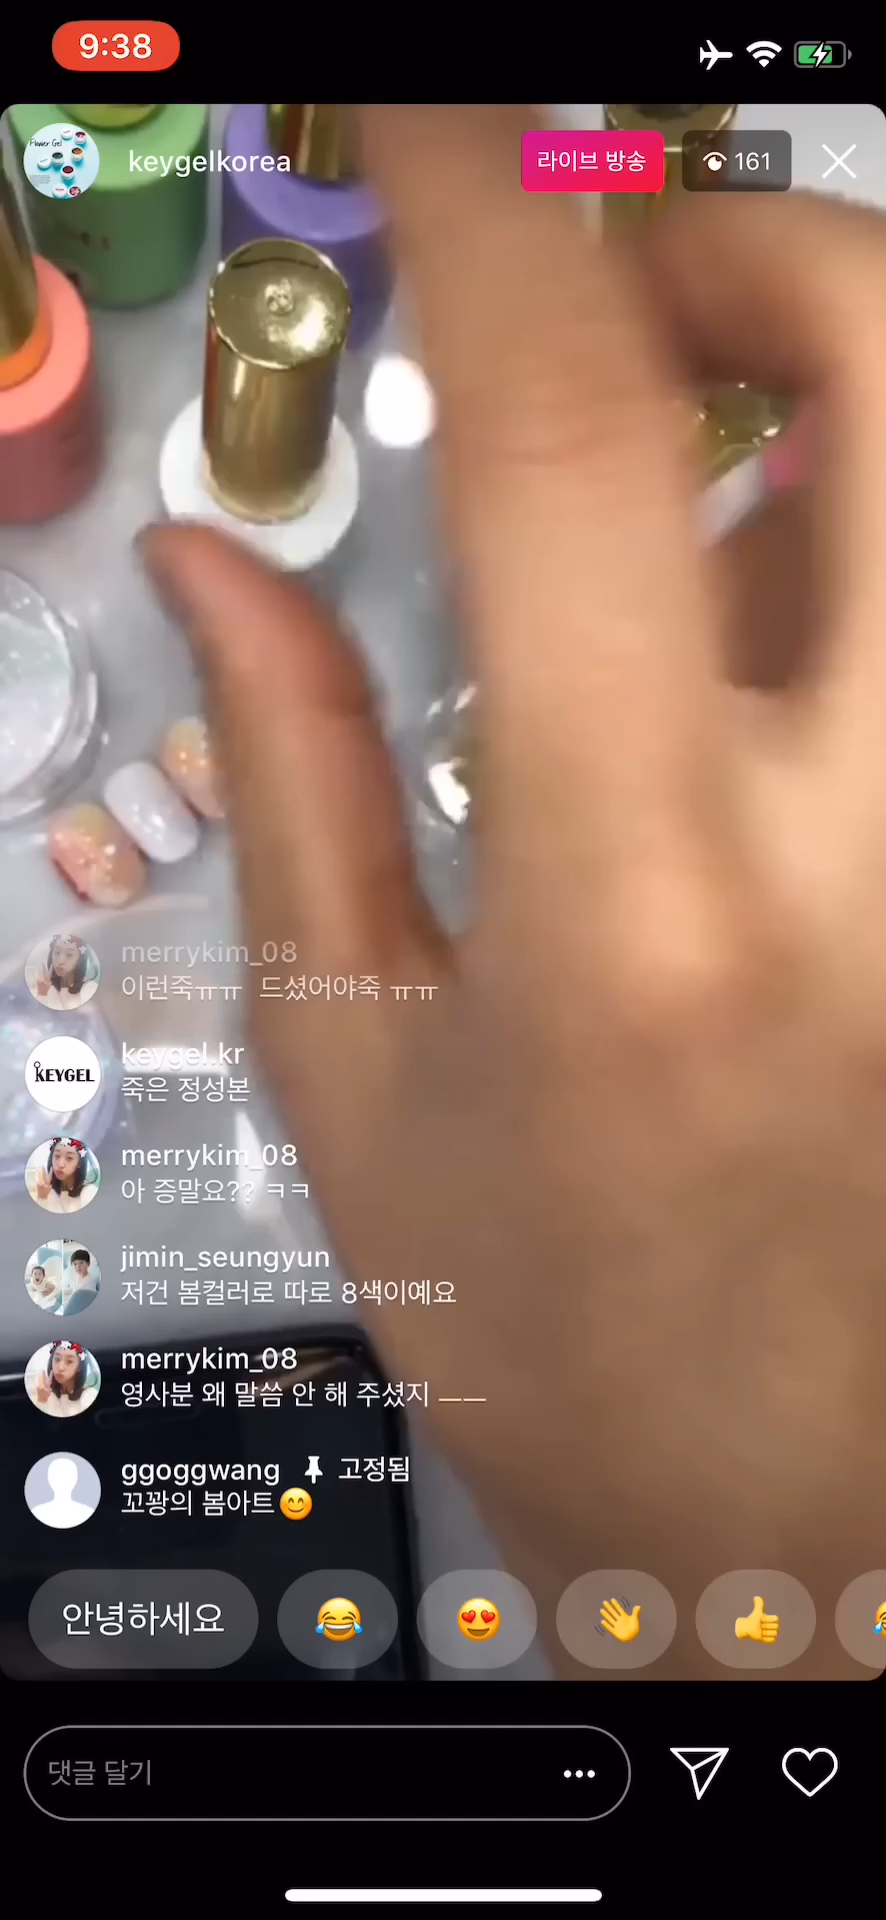 9:38
keygelkorea
라이브 방송
161
Flower Gel
merrykim_08
이런죽ㅠㅠ 드셨어야죽 ㅠㅠ
keygel.kr
KEYGEL
죽은 정성본
merrykim_08
아 증말요?? ㅋㅋ
jimin_seungyun
저건 봄컬러로 따로 8색이예요
merrykim_08
영사분 왜 말씀 안 해 주셨지 ㅡㅡ
ggoggwang 고정됨
꼬꽝의 봄아트😊
안녕하세요 😂 😍 👋 👍
댓글 달기